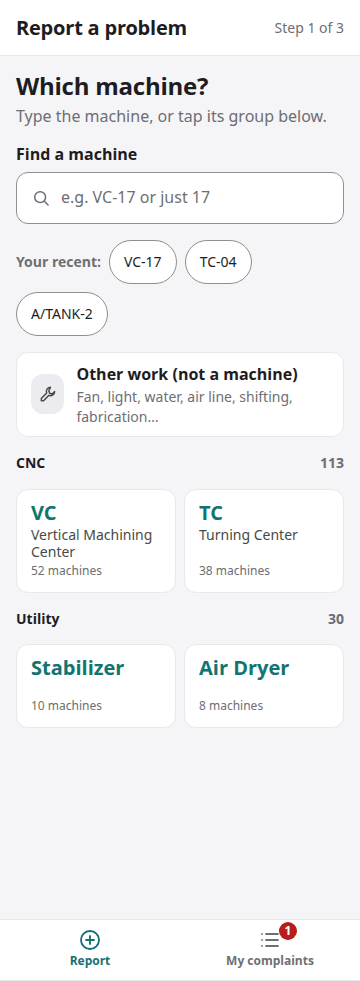 Report a problem
Step 1 of 3
Which machine?
Type the machine, or tap its group below.
Find a machine
e.g. VC-17 or just 17
Your recent:
VC-17
TC-04
A/TANK-2
Other work (not a machine)
Fan, light, water, air line, shifting,
fabrication...
CNC
113
VC
Vertical Machining
Center
52 machines
TC
Turning Center
38 machines
Utility
30
Stabilizer
10 machines
Air Dryer
8 machines
Report
1
My complaints